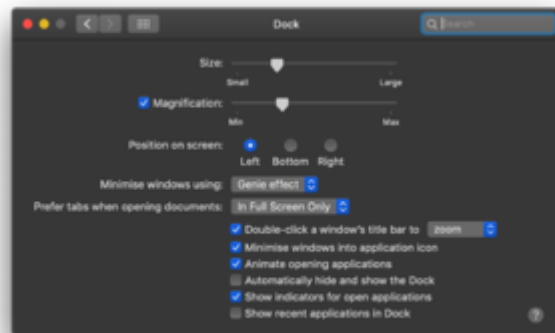 Dock
Search
Size:
Small Large
Magnification:
Min Max
Position on screen:
Left Bottom Right
Minimise windows using: Genie effect
Prefer tabs when opening documents: In Full Screen Only
Double-click a window's title bar to zoom
Minimise windows into application icon
Animate opening applications
Automatically hide and show the Dock
Show indicators for open applications
Show recent applications in Dock
?